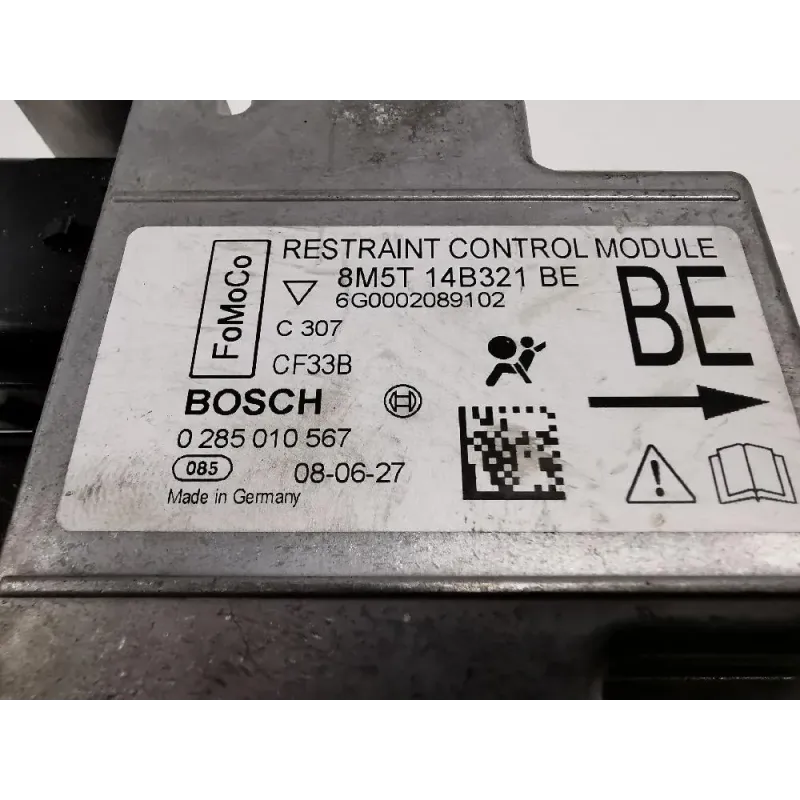 FoMoCo
RESTRAINT CONTROL MODULE
8M5T 14B321 BE
6G0002089102
BE
C 307
CF33B
BOSCH
0 285 010 567
085
08-06-27
Made in Germany